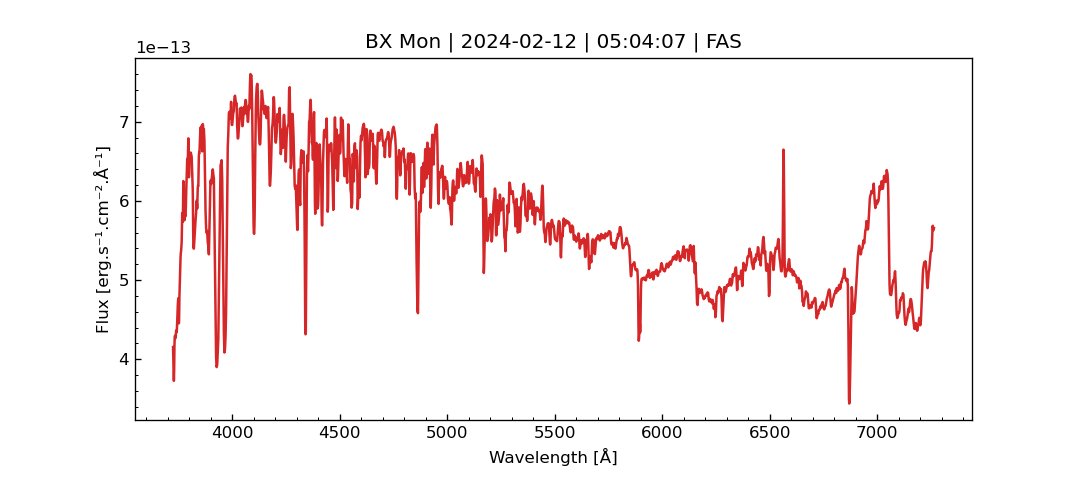 BX Mon | 2024-02-12 | 05:04:07 | FAS
1e−13
7
6
5
4
Flux [erg.s⁻¹.cm⁻².Å⁻¹]
4000 4500 5000 5500 6000 6500 7000
Wavelength [Å]